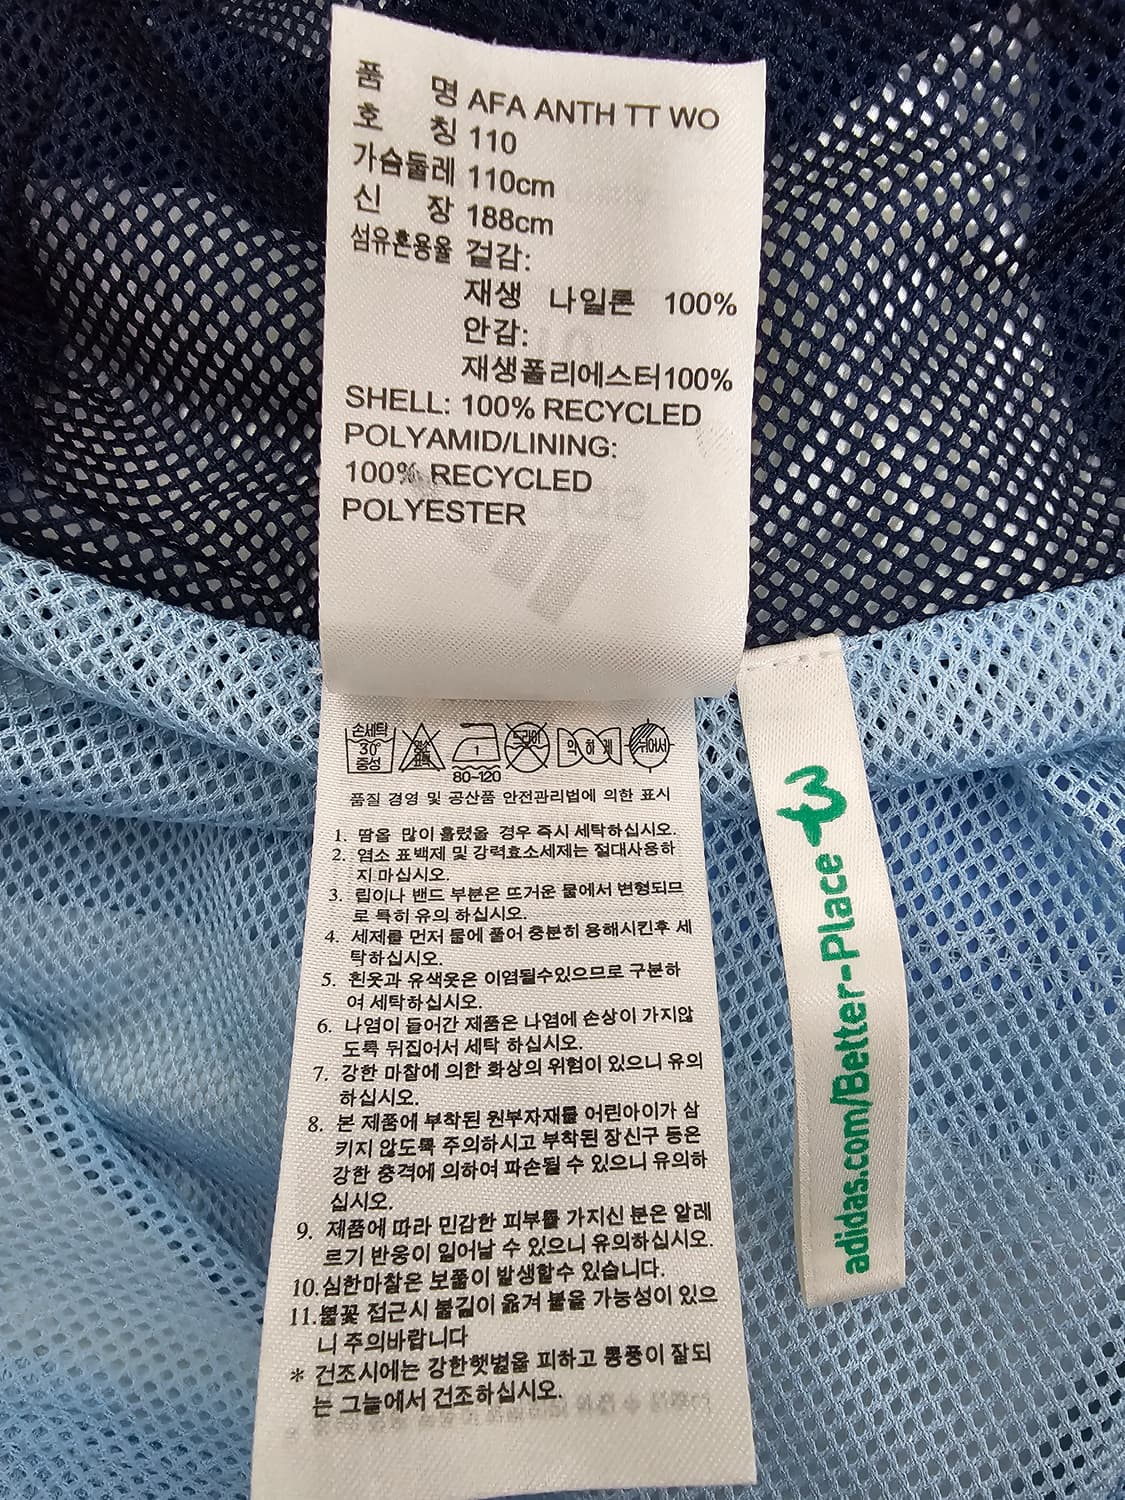 품 명 AFA ANTH TT WO
호 칭 110
가슴둘레 110cm
신 장 188cm
섬유혼용율 겉감:
재생 나일론 100%
안감:
재생폴리에스터100%
SHELL: 100% RECYCLED
POLYAMID/LINING:
100% RECYCLED
POLYESTER
손세탁
30°
중성
1
80-120
드라이
약하게
뉘어서
품질 경영 및 공산품 안전관리법에 의한 표시
1. 땀을 많이 흘렸을 경우 즉시 세탁하십시오.
2. 염소 표백제 및 강력효소세제는 절대사용하
지 마십시오.
3. 립이나 밴드 부분은 뜨거운 물에서 변형되므
로 특히 유의 하십시오.
4. 세제를 먼저 물에 풀어 충분히 용해시킨후 세
탁하십시오.
5. 흰옷과 유색옷은 이염될수있으므로 구분하
여 세탁하십시오.
6. 나염이 들어간 제품은 나염에 손상이 가지않
도록 뒤집어서 세탁 하십시오.
7. 강한 마찰에 의한 화상의 위험이 있으니 유의
하십시오.
8. 본 제품에 부착된 원부자재를 어린아이가 삼
키지 않도록 주의하시고 부착된 장신구 등은
강한 충격에 의하여 파손될 수 있으니 유의하
십시오.
9. 제품에 따라 민감한 피부를 가지신 분은 알레
르기 반응이 일어날 수 있으니 유의하십시오.
10.심한마찰은 보풀이 발생할수 있습니다.
11.불꽃 접근시 불길이 옮겨 붙을 가능성이 있으
니 주의바랍니다
* 건조시에는 강한햇볕을 피하고 통풍이 잘되
는 그늘에서 건조하십시오.
adidas.com/Better-Place